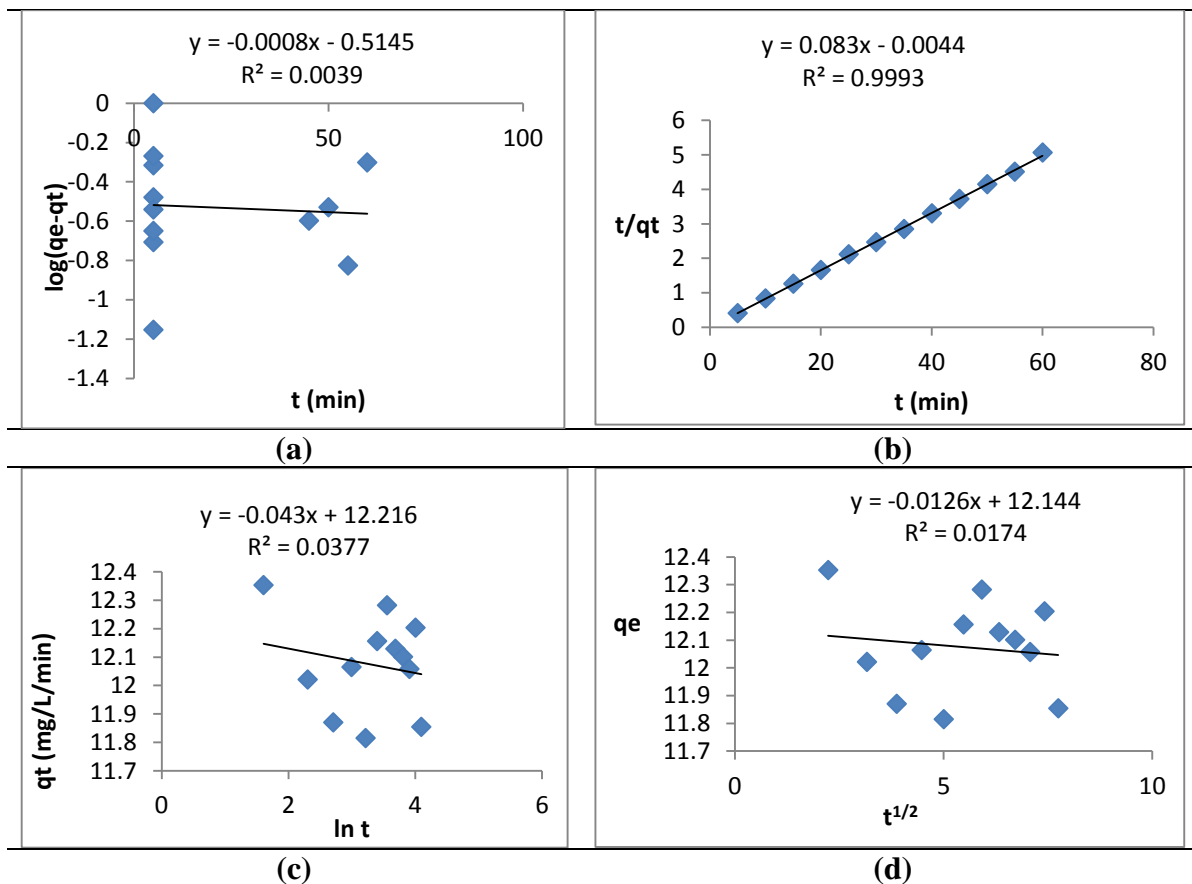 y = -0.0008x - 0.5145
R² = 0.0039
0
0 50 100
-0.2
-0.4
-0.6
-0.8
-1
-1.2
-1.4
log(qe-qt)
t (min)
(a)
y = 0.083x - 0.0044
R² = 0.9993
6
5
4
3
2
1
0
t/qt
0 20 40 60 80
t (min)
(b)
y = -0.043x + 12.216
R² = 0.0377
12.4
12.3
12.2
12.1
12
11.9
11.8
11.7
qt (mg/L/min)
0 2 4 6
ln t
(c)
y = -0.0126x + 12.144
R² = 0.0174
12.4
12.3
12.2
12.1
12
11.9
11.8
11.7
qe
0 5 10
t^1/2
(d)